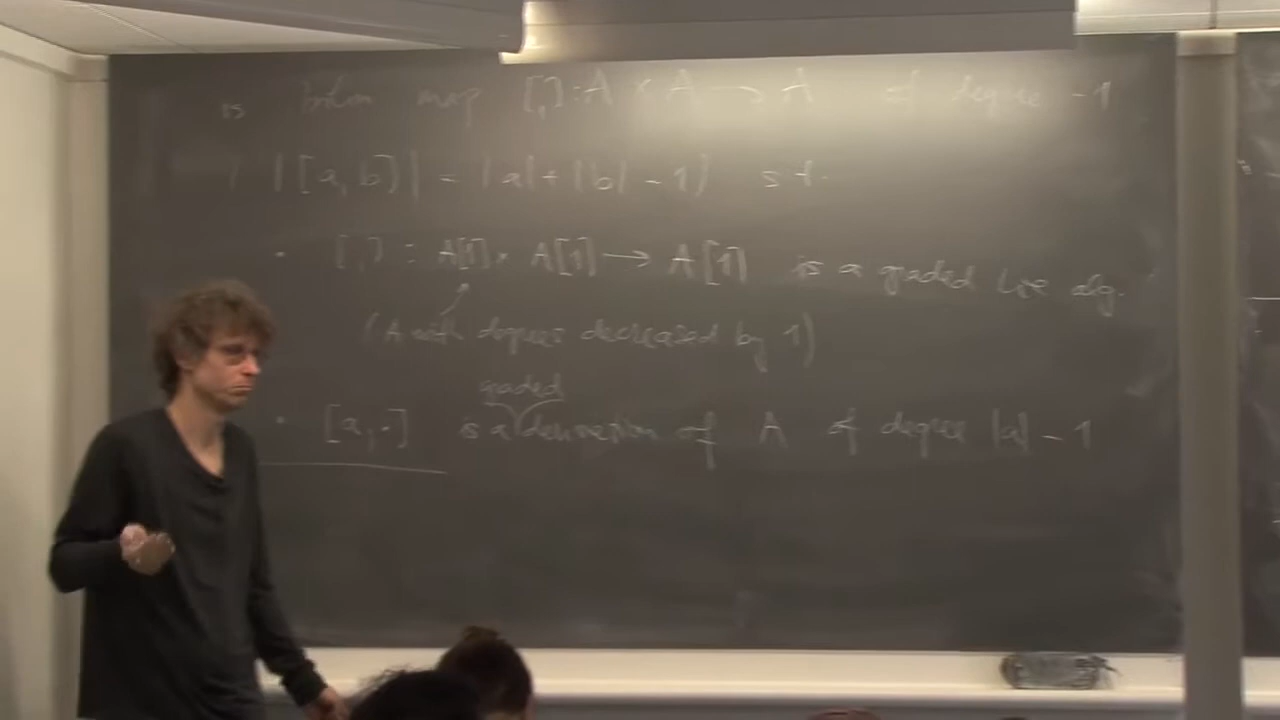 is bilin map [,] : A × A → A of degree -1
|[a,b]| = |a|+|b|-1) s.t.
• [,] : A[1] × A[1] → A[1] is a graded Lie alg.
(A with degrees decreased by 1)
graded
• [a,·] is a derivation of A of degree |a|-1